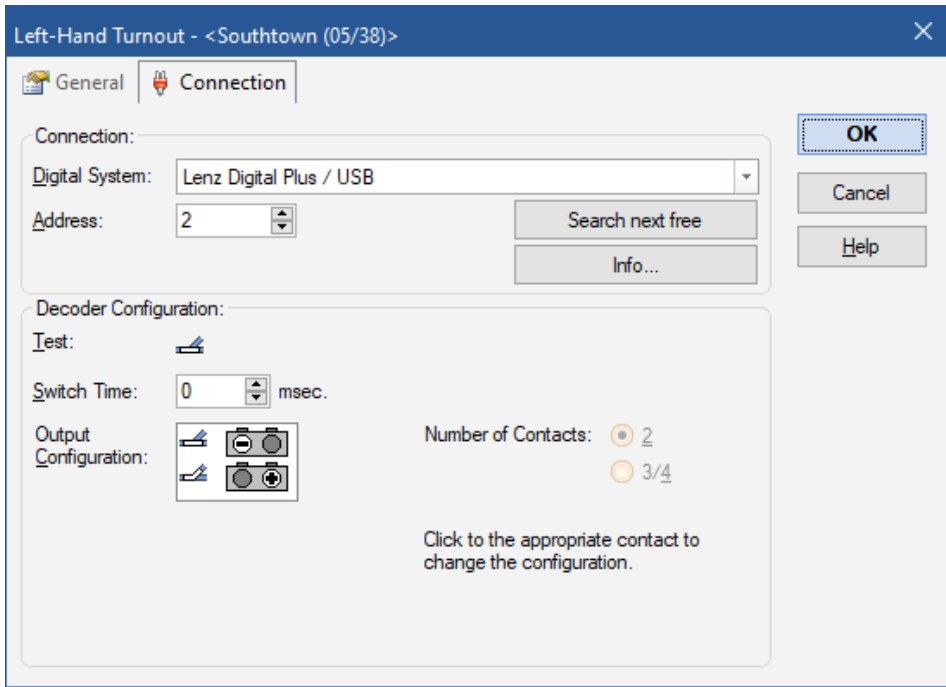 Left-Hand Turnout - <Southtown (05/38)>
General
Connection
Connection:
Digital System:
Lenz Digital Plus / USB
Address:
2
Search next free
Info...
OK
Cancel
Help
Decoder Configuration:
Test:
Switch Time:
0
msec.
Output
Configuration:
Number of Contacts:
2
3/4
Click to the appropriate contact to
change the configuration.